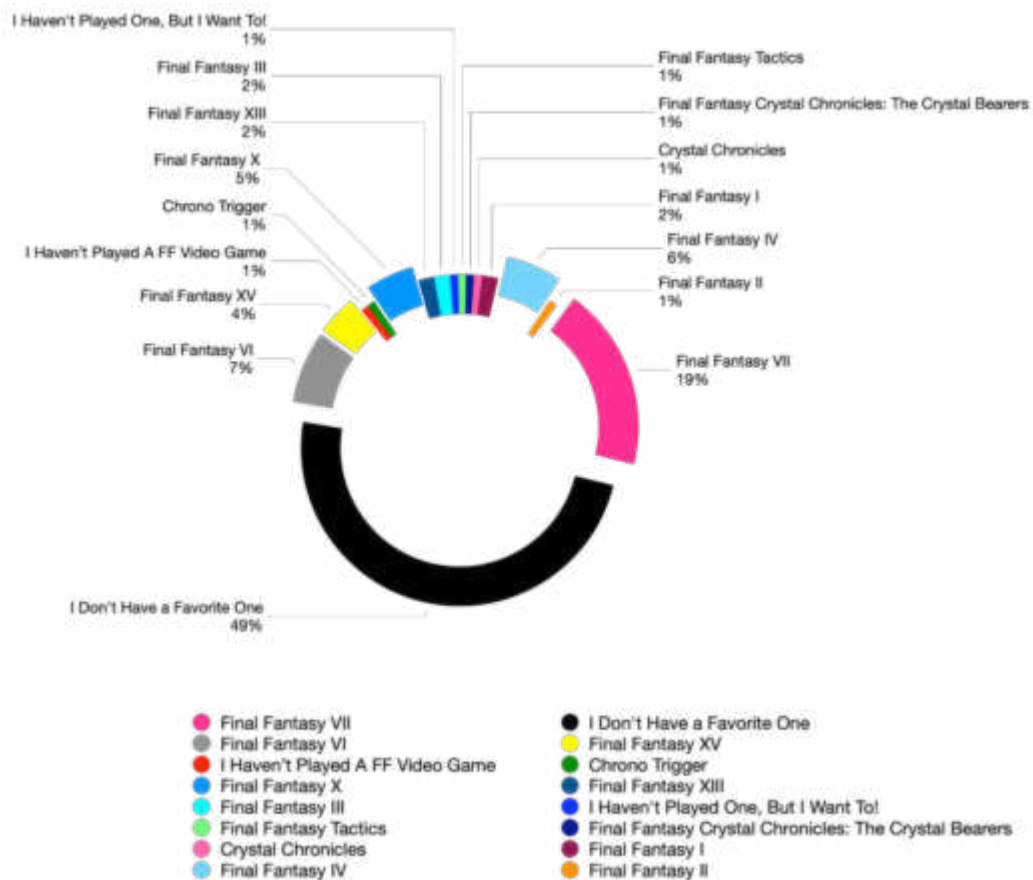 I Haven't Played One, But I Want To!
1%
Final Fantasy III
2%
Final Fantasy XIII
2%
Final Fantasy X
5%
Chrono Trigger
1%
I Haven't Played A FF Video Game
1%
Final Fantasy XV
4%
Final Fantasy VI
7%
Final Fantasy Tactics
1%
Final Fantasy Crystal Chronicles: The Crystal Bearers
1%
Crystal Chronicles
1%
Final Fantasy I
2%
Final Fantasy IV
6%
Final Fantasy II
1%
Final Fantasy VII
19%
I Don't Have a Favorite One
49%
Final Fantasy VII
Final Fantasy VI
I Haven't Played A FF Video Game
Final Fantasy X
Final Fantasy III
Final Fantasy Tactics
Crystal Chronicles
Final Fantasy IV
I Don't Have a Favorite One
Final Fantasy XV
Chrono Trigger
Final Fantasy XIII
I Haven't Played One, But I Want To!
Final Fantasy Crystal Chronicles: The Crystal Bearers
Final Fantasy I
Final Fantasy II